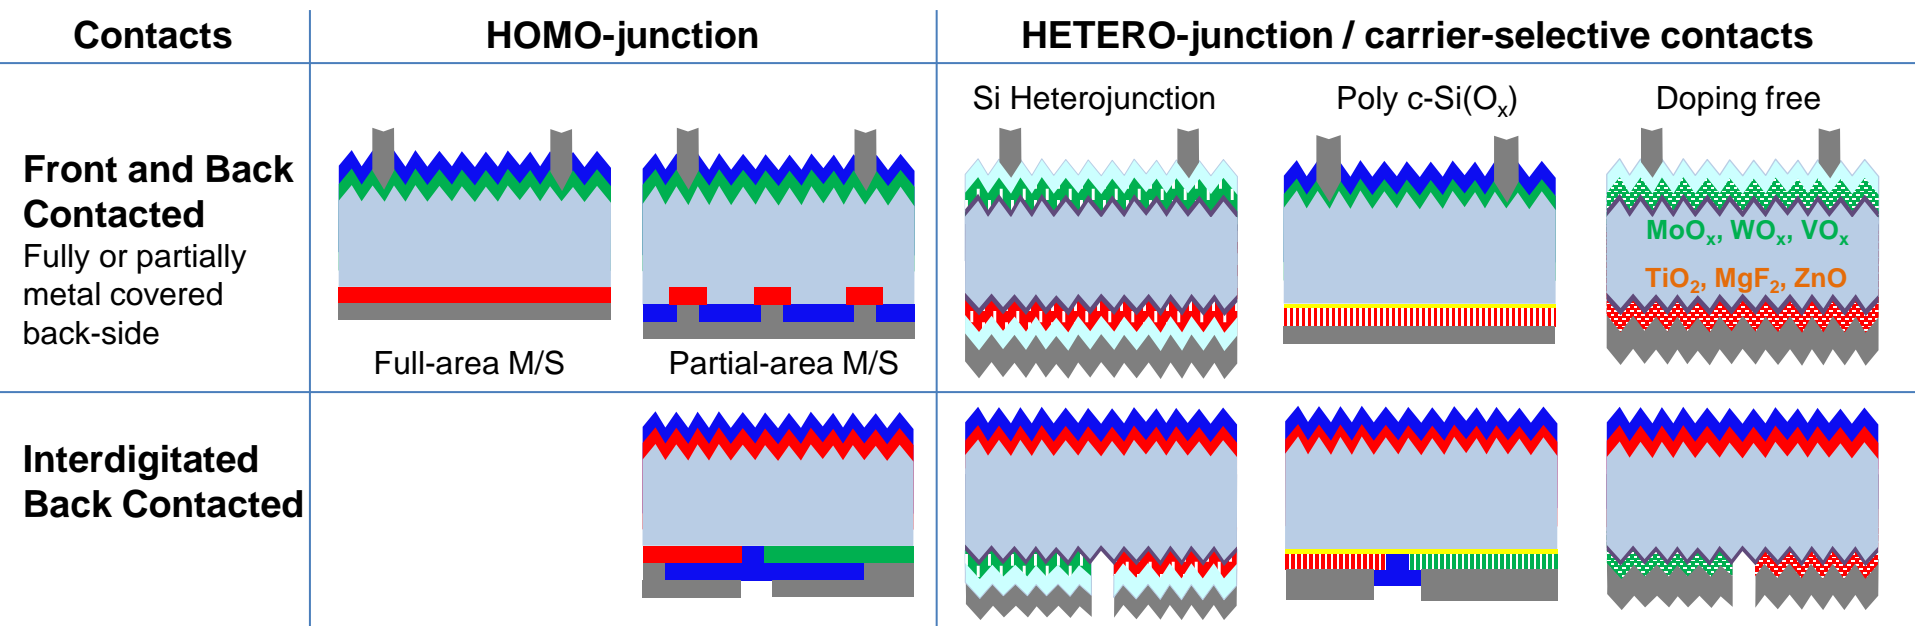 Contacts
HOMO-junction
HETERO-junction / carrier-selective contacts
Front and Back
Contacted
Fully or partially
metal covered
back-side
Full-area M/S
Partial-area M/S
Si Heterojunction
Poly c-Si(Oₓ)
Doping free
MoOₓ, WOₓ, VOₓ
TiO₂, MgF₂, ZnO
Interdigitated
Back Contacted